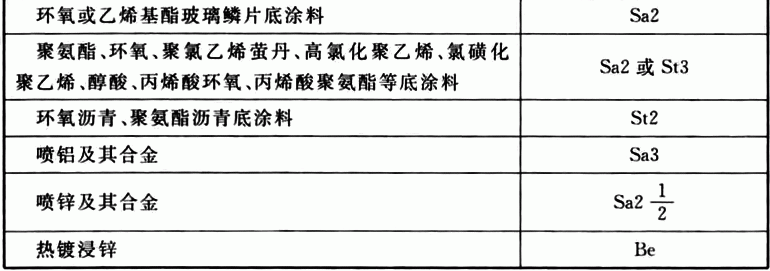 环氧或乙烯基酯玻璃鳞片底涂料 Sa2
聚氨酯、环氧、聚氯乙烯萤丹、高氯化聚乙烯、氯磺化
聚乙烯、醇酸、丙烯酸环氧、丙烯酸聚氨酯等底涂料 Sa2 或 St3
环氧沥青、聚氨酯沥青底涂料 St2
喷铝及其合金 Sa3
喷锌及其合金 Sa2 1/2
热镀浸锌 Be